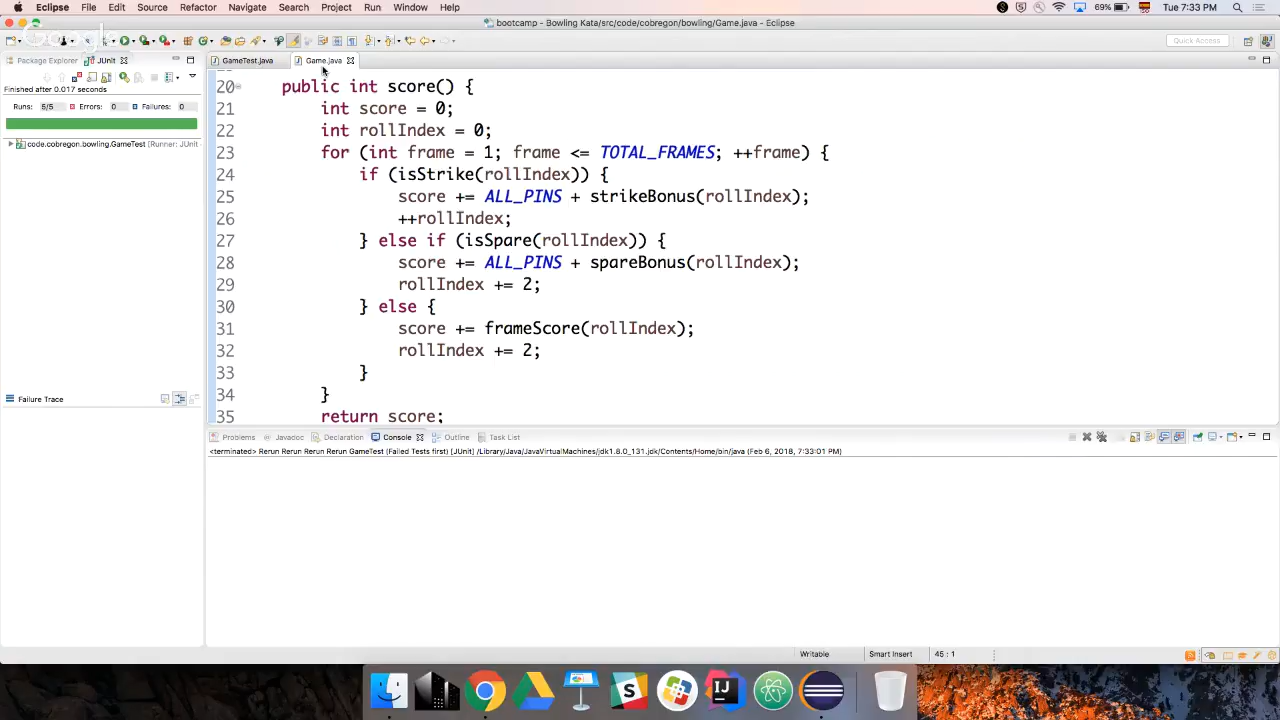 Eclipse File Edit Source Refactor Navigate Search Project Run Window Help 69% Tue 7:33 PM
bootcamp - Bowling Kata/src/code/cobregon/bowling/Game.java - Eclipse
Quick Access
Package Explorer JUnit GameTest.java Game.java
Finished after 0.017 seconds
Runs: 5/5 Errors: 0 Failures: 0
code.cobregon.bowling.GameTest [Runner: JUnit
Failure Trace
20 public int score() {
21 int score = 0;
22 int rollIndex = 0;
23 for (int frame = 1; frame <= TOTAL_FRAMES; ++frame) {
24 if (isStrike(rollIndex)) {
25 score += ALL_PINS + strikeBonus(rollIndex);
26 ++rollIndex;
27 } else if (isSpare(rollIndex)) {
28 score += ALL_PINS + spareBonus(rollIndex);
29 rollIndex += 2;
30 } else {
31 score += frameScore(rollIndex);
32 rollIndex += 2;
33 }
34 }
35 return score;
Problems Javadoc Declaration Console Outline Task List
<terminated> Rerun Rerun Rerun Rerun GameTest (Failed Tests first) [JUnit] /Library/Java/JavaVirtualMachines/jdk1.8.0_131.jdk/Contents/Home/bin/java (Feb 6, 2018, 7:33:01 PM)
Writable Smart Insert 45 : 1